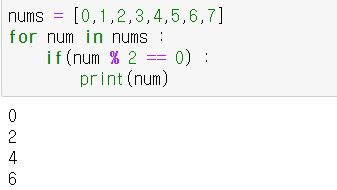 nums = [0,1,2,3,4,5,6,7]
for num in nums :
    if(num % 2 == 0) :
        print(num)
0
2
4
6